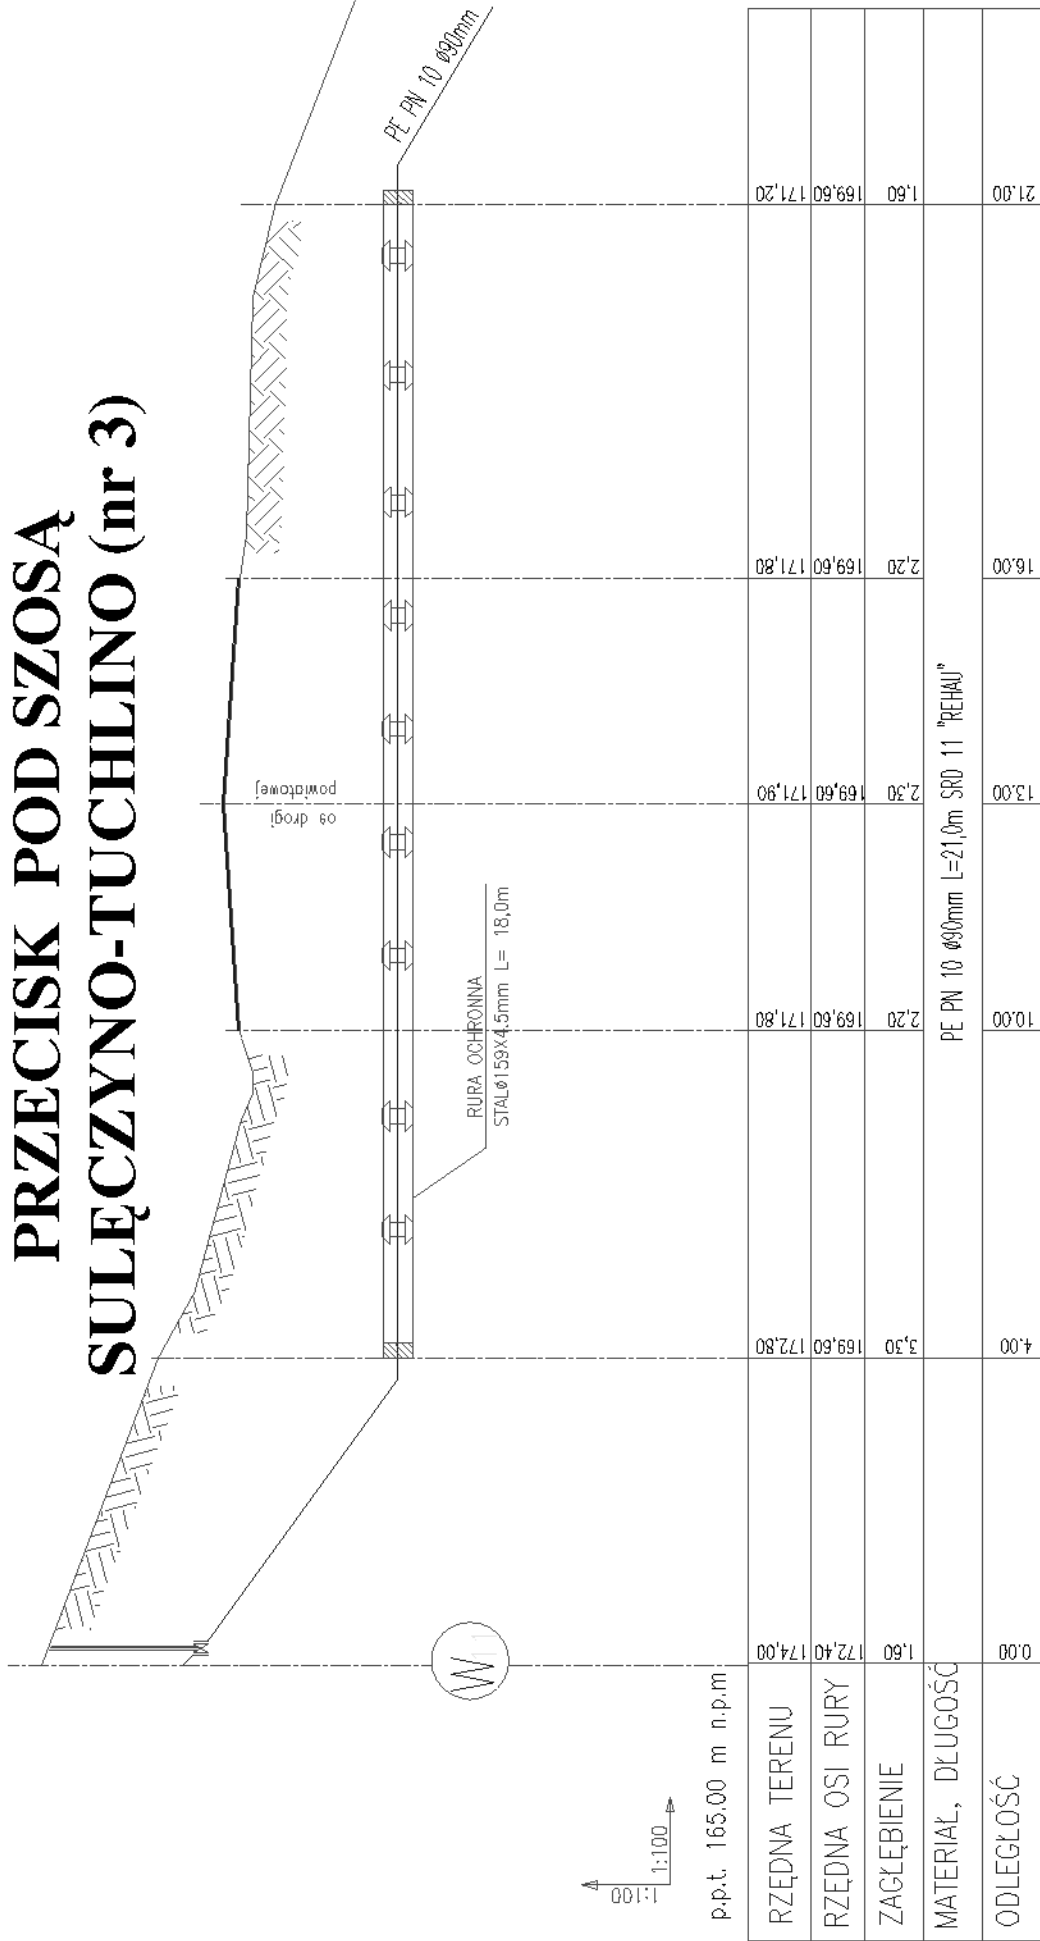 PRZECISK POD SZOSĄ
SULĘCZYNO-TUCHLINO (nr 3)
PE PN 10 ø90mm
oś drogi
powiatowej
RURA OCHRONNA
STALø159X4.5mm L= 18,0m
W
1:100
1:100
p.p.t. 165.00 m n.p.m
RZĘDNA TERENU 174,00 172,80 171,80 171,90 171,80 171,20
RZĘDNA OSI RURY 172,40 169,60 169,60 169,60 169,60 169,60
ZAGŁĘBIENIE 1,60 3,30 2,20 2,30 2,20 1,60
MATERIAŁ, DŁUGOŚĆ PE PN 10 ø90mm L=21,0m SRD 11 "REHAU"
ODLEGŁOŚĆ 0.00 4.00 10.00 13.00 16.00 21.00